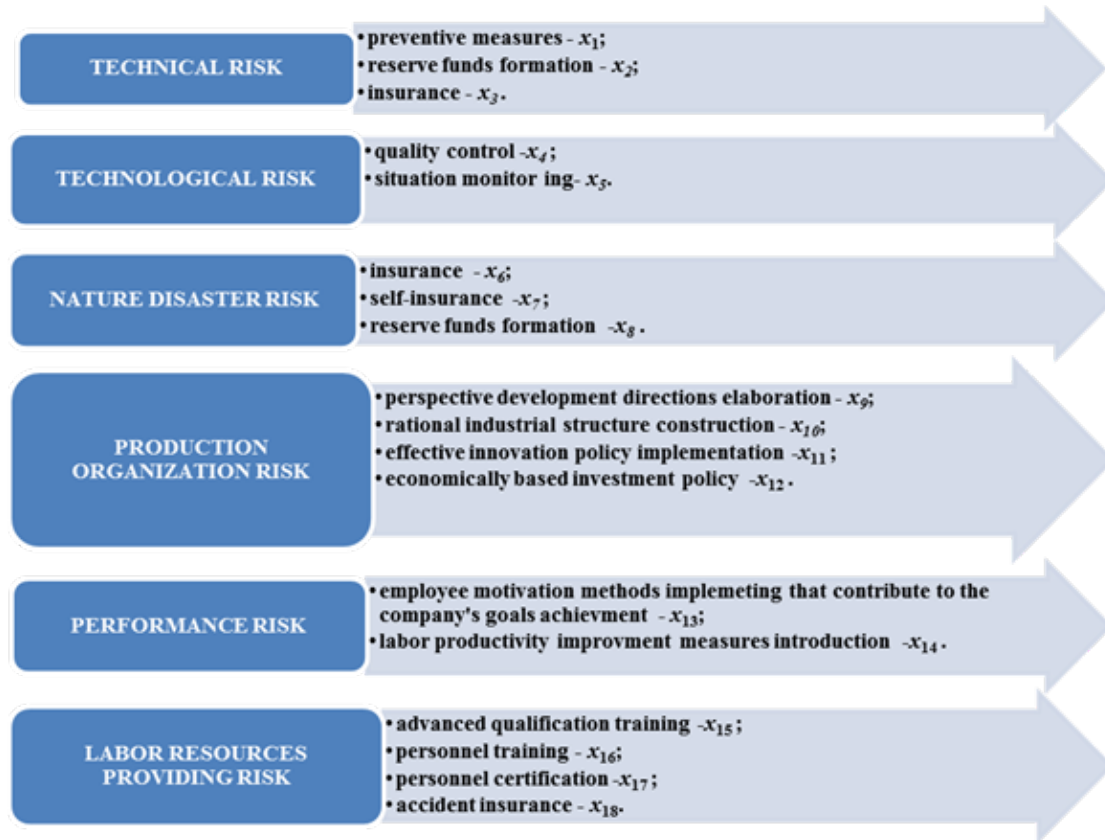 TECHNICAL RISK
• preventive measures - x₁;
• reserve funds formation - x₂;
• insurance - x₃.
TECHNOLOGICAL RISK
• quality control -x₄;
• situation monitor ing- x₅.
NATURE DISASTER RISK
• insurance - x₆;
• self-insurance -x₇;
• reserve funds formation -x₈.
PRODUCTION
ORGANIZATION RISK
• perspective development directions elaboration - x₉;
• rational industrial structure construction - x₁₀;
• effective innovation policy implementation -x₁₁;
• economically based investment policy -x₁₂.
PERFORMANCE RISK
• employee motivation methods implemeting that contribute to the
company's goals achievment - x₁₃;
• labor productivity improvment measures introduction -x₁₄.
LABOR RESOURCES
PROVIDING RISK
• advanced qualification training -x₁₅;
• personnel training - x₁₆;
• personnel certification -x₁₇;
• accident insurance - x₁₈.